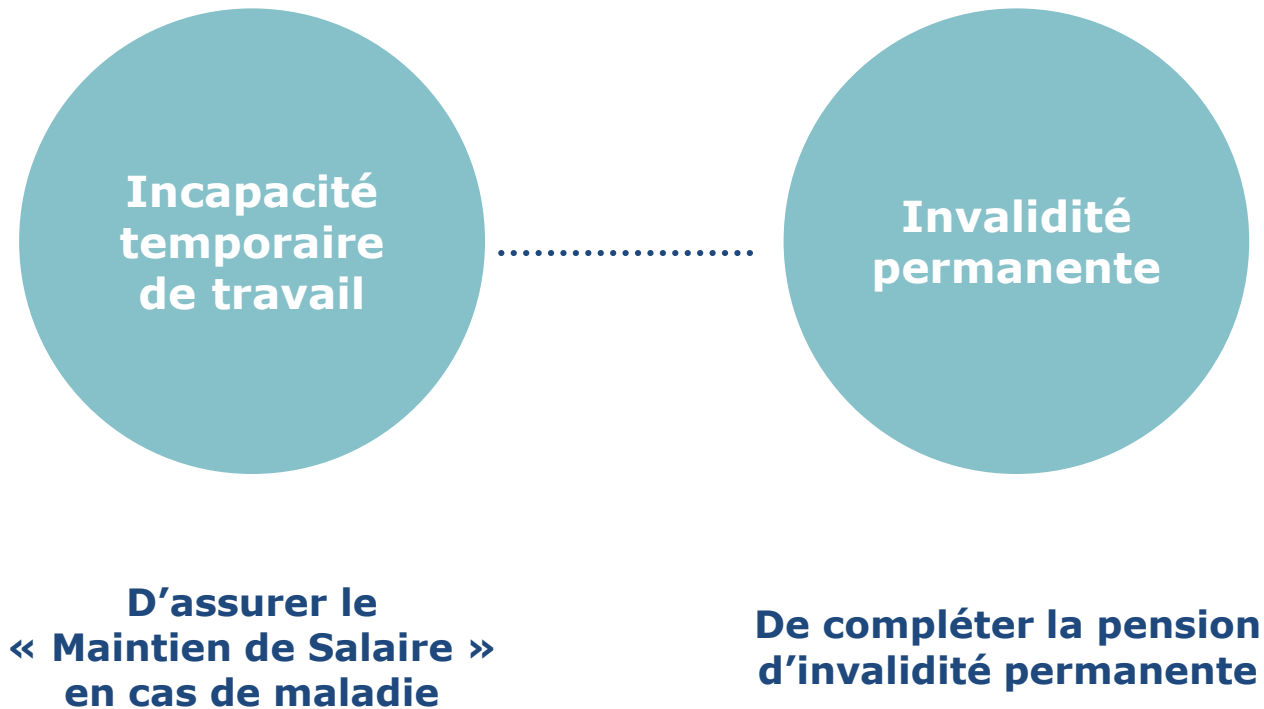 Incapacité
temporaire
de travail
Invalidité
permanente
D’assurer le
« Maintien de Salaire »
en cas de maladie
De compléter la pension
d’invalidité permanente